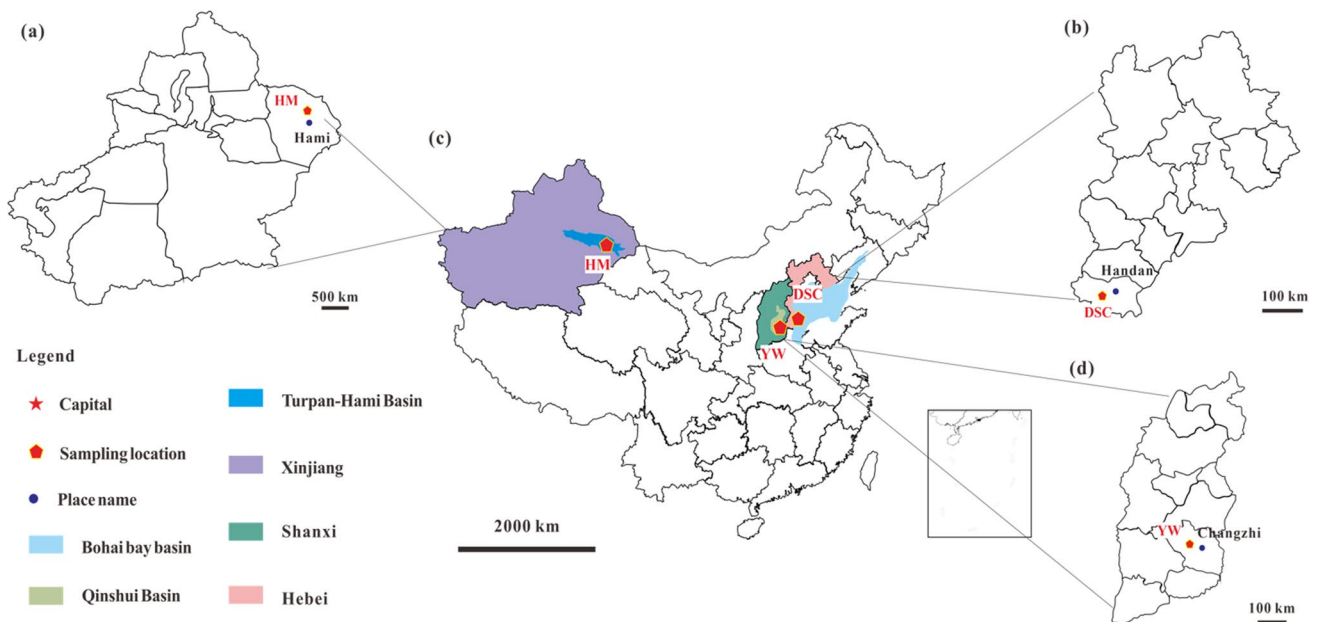 (a)
HM
Hami
500 km
(b)
Handan
DSC
100 km
(c)
HM
DSC
YW
2000 km
(d)
YW
Changzhi
100 km
Legend
Capital
Sampling location
Place name
Bohai bay basin
Qinshui Basin
Turpan-Hami Basin
Xinjiang
Shanxi
Hebei